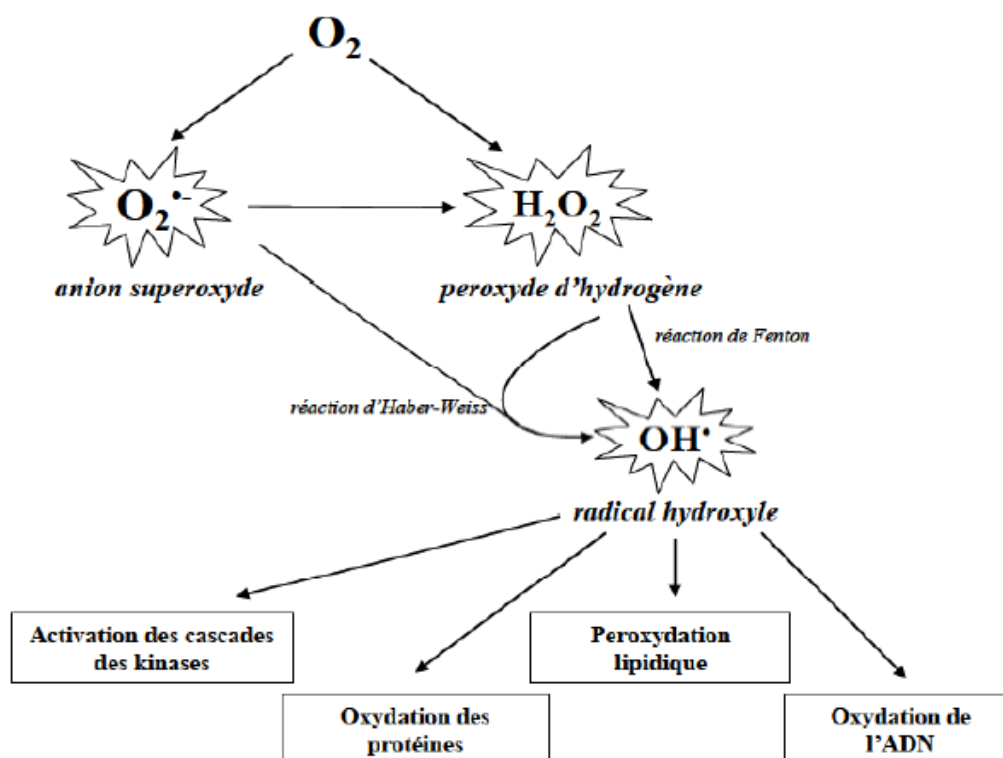 O₂
O₂•-
H₂O₂
anion superoxyde
peroxyde d'hydrogène
réaction de Fenton
réaction d'Haber-Weiss
OH•
radical hydroxyle
Activation des cascades
des kinases
Peroxydation
lipidique
Oxydation des
protéines
Oxydation de
l'ADN